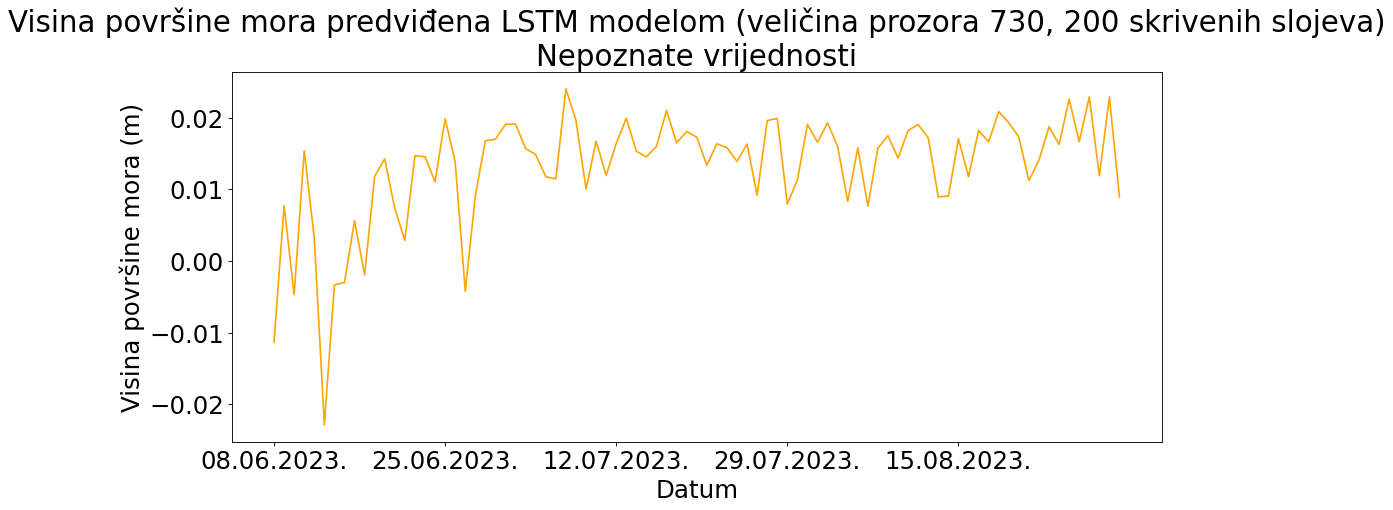 Visina površine mora predviđena LSTM modelom (veličina prozora 730, 200 skrivenih slojeva)
Nepoznate vrijednosti
Visina površine mora (m)
0.02
0.01
0.00
−0.01
−0.02
08.06.2023. 25.06.2023. 12.07.2023. 29.07.2023. 15.08.2023.
Datum